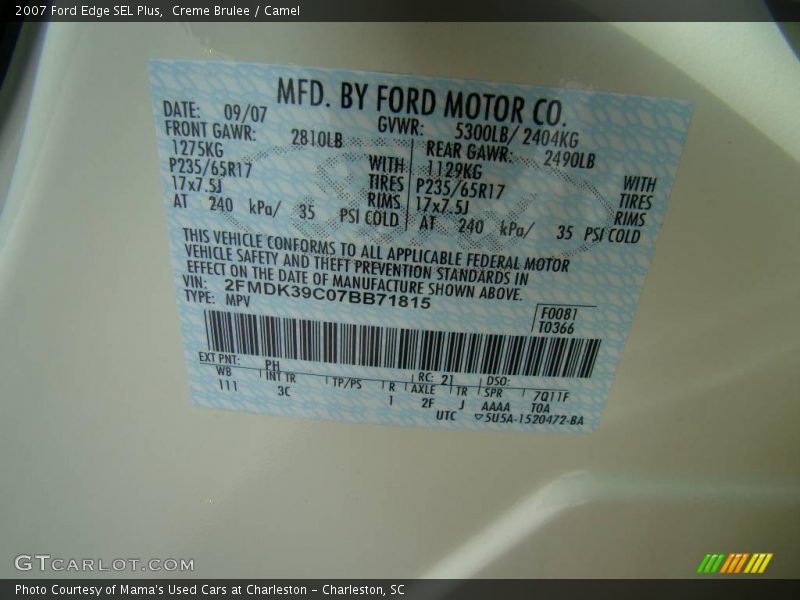 2007 Ford Edge SEL Plus,  Creme Brulee / Camel
MFD. BY FORD MOTOR CO.
DATE: 09/07 GVWR: 5300LB/2404KG
FRONT GAWR: 2810LB REAR GAWR: 2490LB
1275KG WITH 1129KG WITH
P235/65R17 TIRES P235/65R17 TIRES
17x7.5J RIMS 17x7.5J RIMS
AT 240 kPa/ 35 PSI COLD AT 240 kPa/ 35 PSI COLD
THIS VEHICLE CONFORMS TO ALL APPLICABLE FEDERAL MOTOR
VEHICLE SAFETY AND THEFT PREVENTION STANDARDS IN
EFFECT ON THE DATE OF MANUFACTURE SHOWN ABOVE.
VIN: 2FMDK39C07BB71815
TYPE: MPV
F0081
T0366
EXT PNT: PH RC: 21 DSO:
WB INT TR TP/PS R AXLE TR SPR 7Q11F
111 3C 1 2F J AAAA T0A
UTC ▽5U5A-1520472-BA
GTCARLOT.COM
Photo Courtesy of Mama's Used Cars at Charleston - Charleston, SC